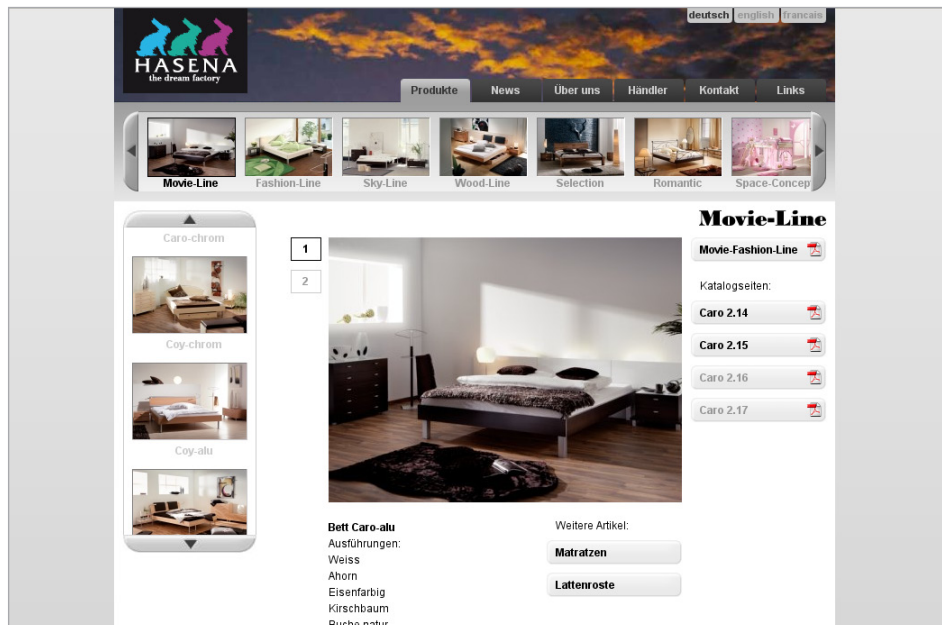 deutsch english francais
HASENA
the dream factory
Produkte News Über uns Händler Kontakt Links
Movie-Line Fashion-Line Sky-Line Wood-Line Selection Romantic Space-Concep
Movie-Line
Caro-chrom
Coy-chrom
Coy-alu
1
2
Movie-Fashion-Line
Katalogseiten:
Caro 2.14
Caro 2.15
Caro 2.16
Caro 2.17
Bett Caro-alu
Ausführungen:
Weiss
Ahorn
Eisenfarbig
Kirschbaum
Buche natur
Weitere Artikel:
Matratzen
Lattenroste